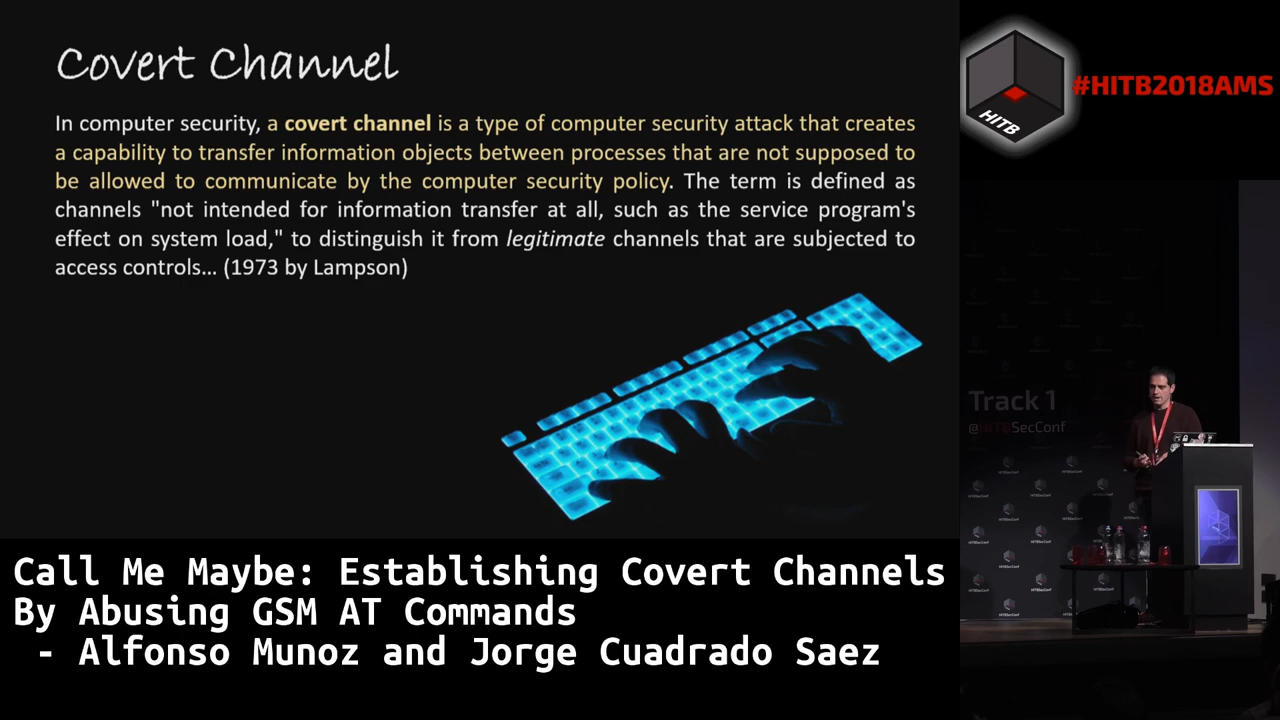 Covert Channel
In computer security, a covert channel is a type of computer security attack that creates
a capability to transfer information objects between processes that are not supposed to
be allowed to communicate by the computer security policy. The term is defined as
channels "not intended for information transfer at all, such as the service program's
effect on system load," to distinguish it from legitimate channels that are subjected to
access controls... (1973 by Lampson)
HITB
#HITB2018AMS
Track 1
@HITBSecConf
HITBSecConf
HITBSecConf
HITBSecConf
Call Me Maybe: Establishing Covert Channels
By Abusing GSM AT Commands
- Alfonso Munoz and Jorge Cuadrado Saez